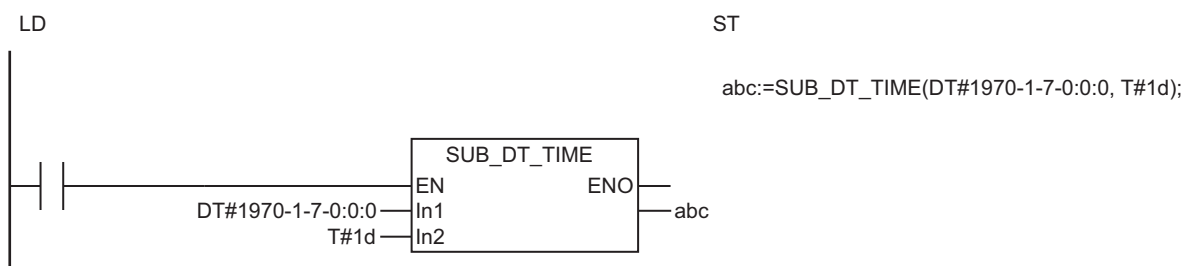 LD
ST
abc:=SUB_DT_TIME(DT#1970-1-7-0:0:0, T#1d);
SUB_DT_TIME
EN ENO
DT#1970-1-7-0:0:0 In1 abc
T#1d In2